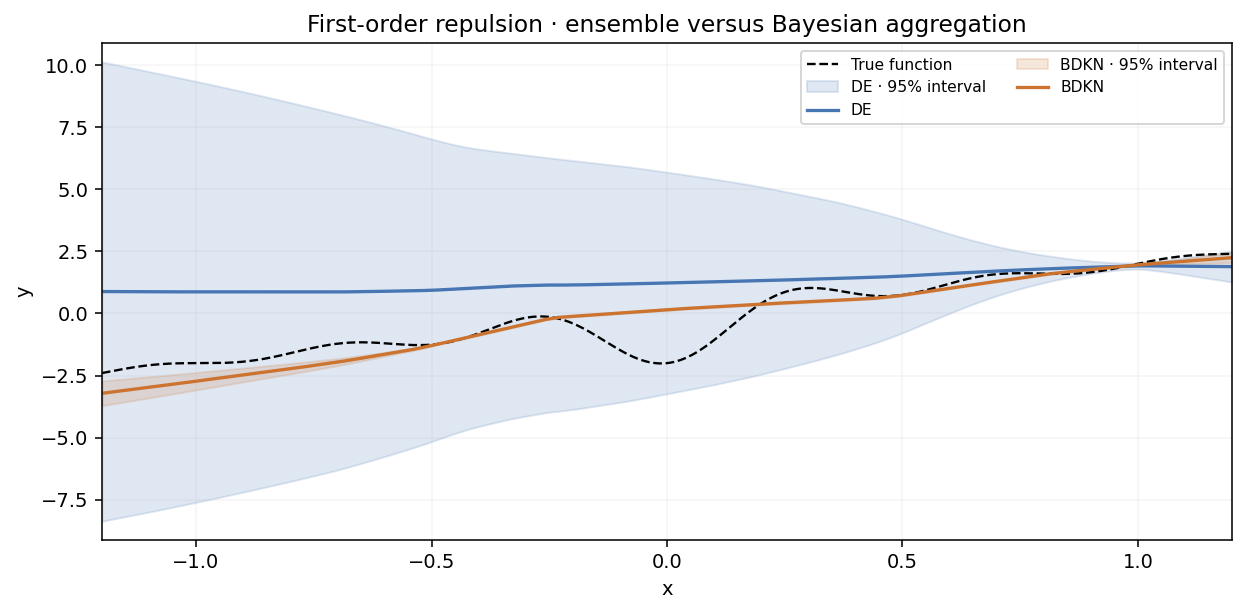 First-order repulsion · ensemble versus Bayesian aggregation
True function
DE · 95% interval
DE
BDKN · 95% interval
BDKN
y
10.0
7.5
5.0
2.5
0.0
−2.5
−5.0
−7.5
−1.0 −0.5 0.0 0.5 1.0
x